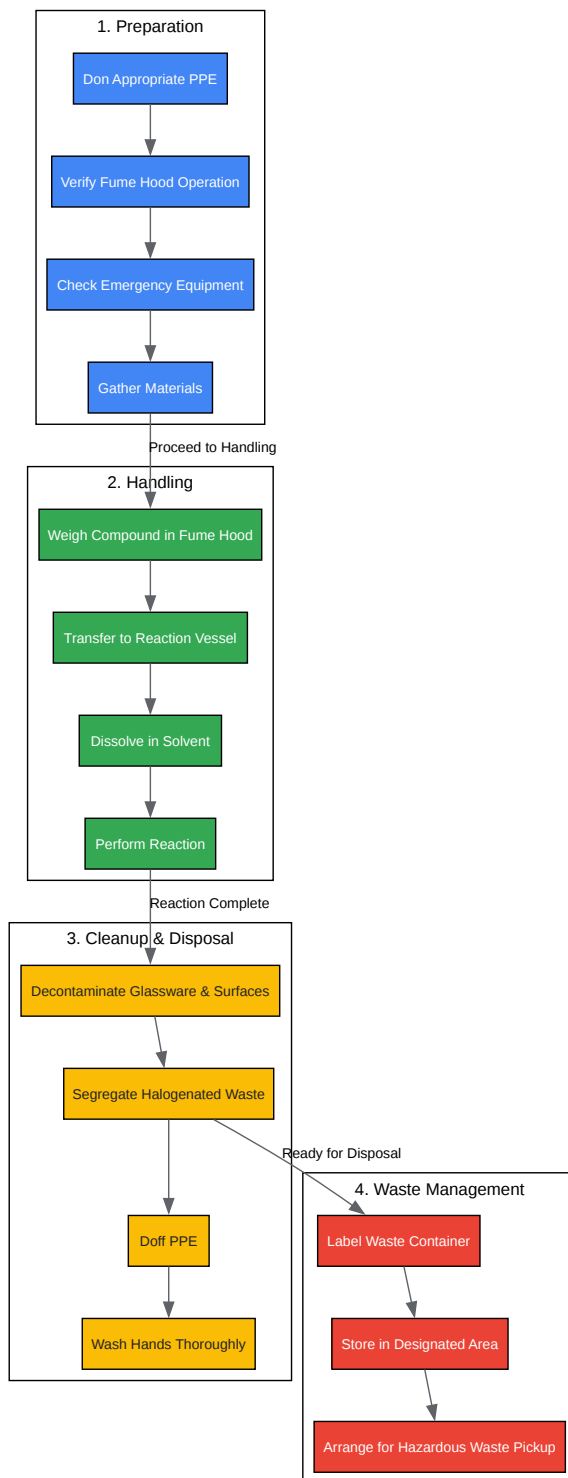 1. Preparation
Don Appropriate PPE
Verify Fume Hood Operation
Check Emergency Equipment
Gather Materials
Proceed to Handling
2. Handling
Weigh Compound in Fume Hood
Transfer to Reaction Vessel
Dissolve in Solvent
Perform Reaction
Reaction Complete
3. Cleanup & Disposal
Decontaminate Glassware & Surfaces
Segregate Halogenated Waste
Ready for Disposal
Doff PPE
Wash Hands Thoroughly
4. Waste Management
Label Waste Container
Store in Designated Area
Arrange for Hazardous Waste Pickup